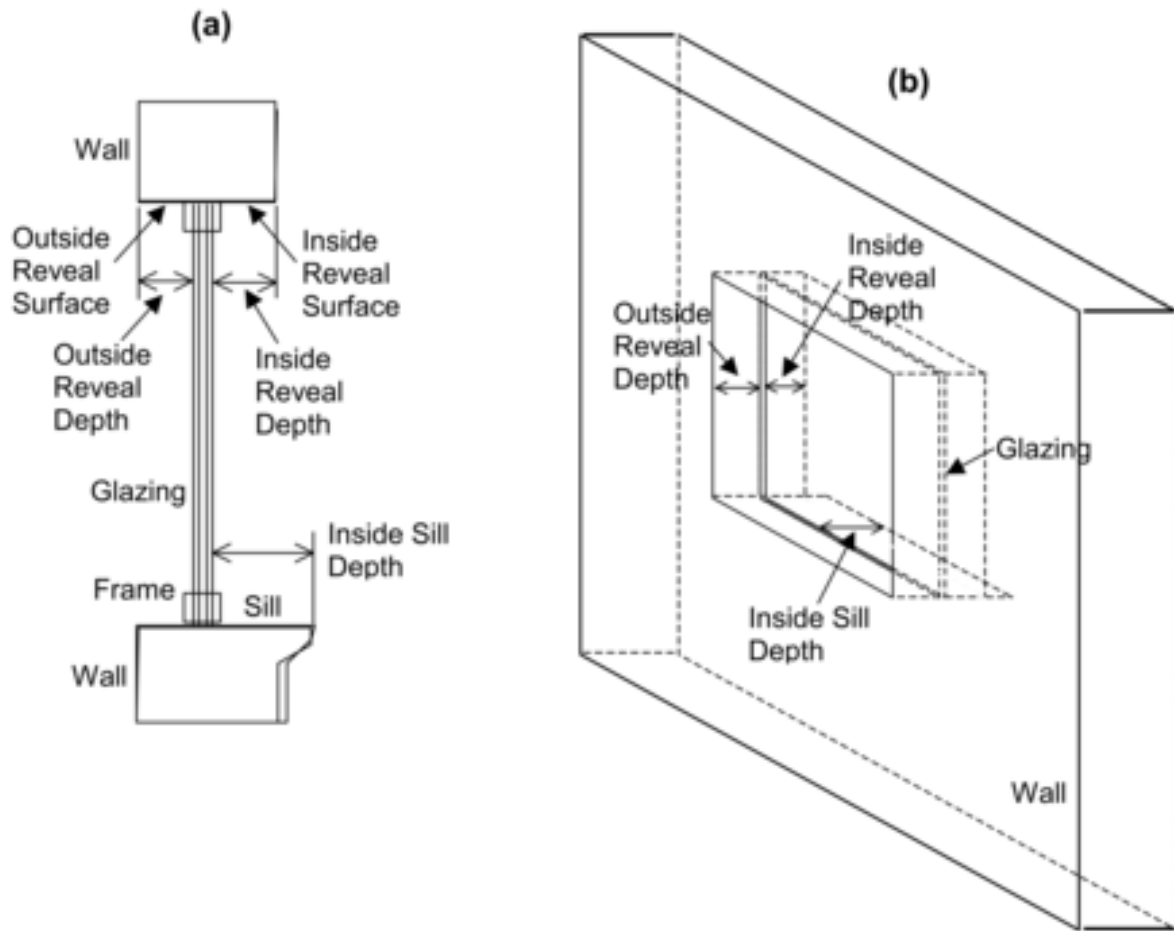 (a)
Wall
Outside
Reveal
Surface
Inside
Reveal
Surface
Outside
Reveal
Depth
Inside
Reveal
Depth
Glazing
Inside Sill
Depth
Frame
Sill
Wall
(b)
Inside
Reveal
Depth
Outside
Reveal
Depth
Glazing
Inside Sill
Depth
Wall